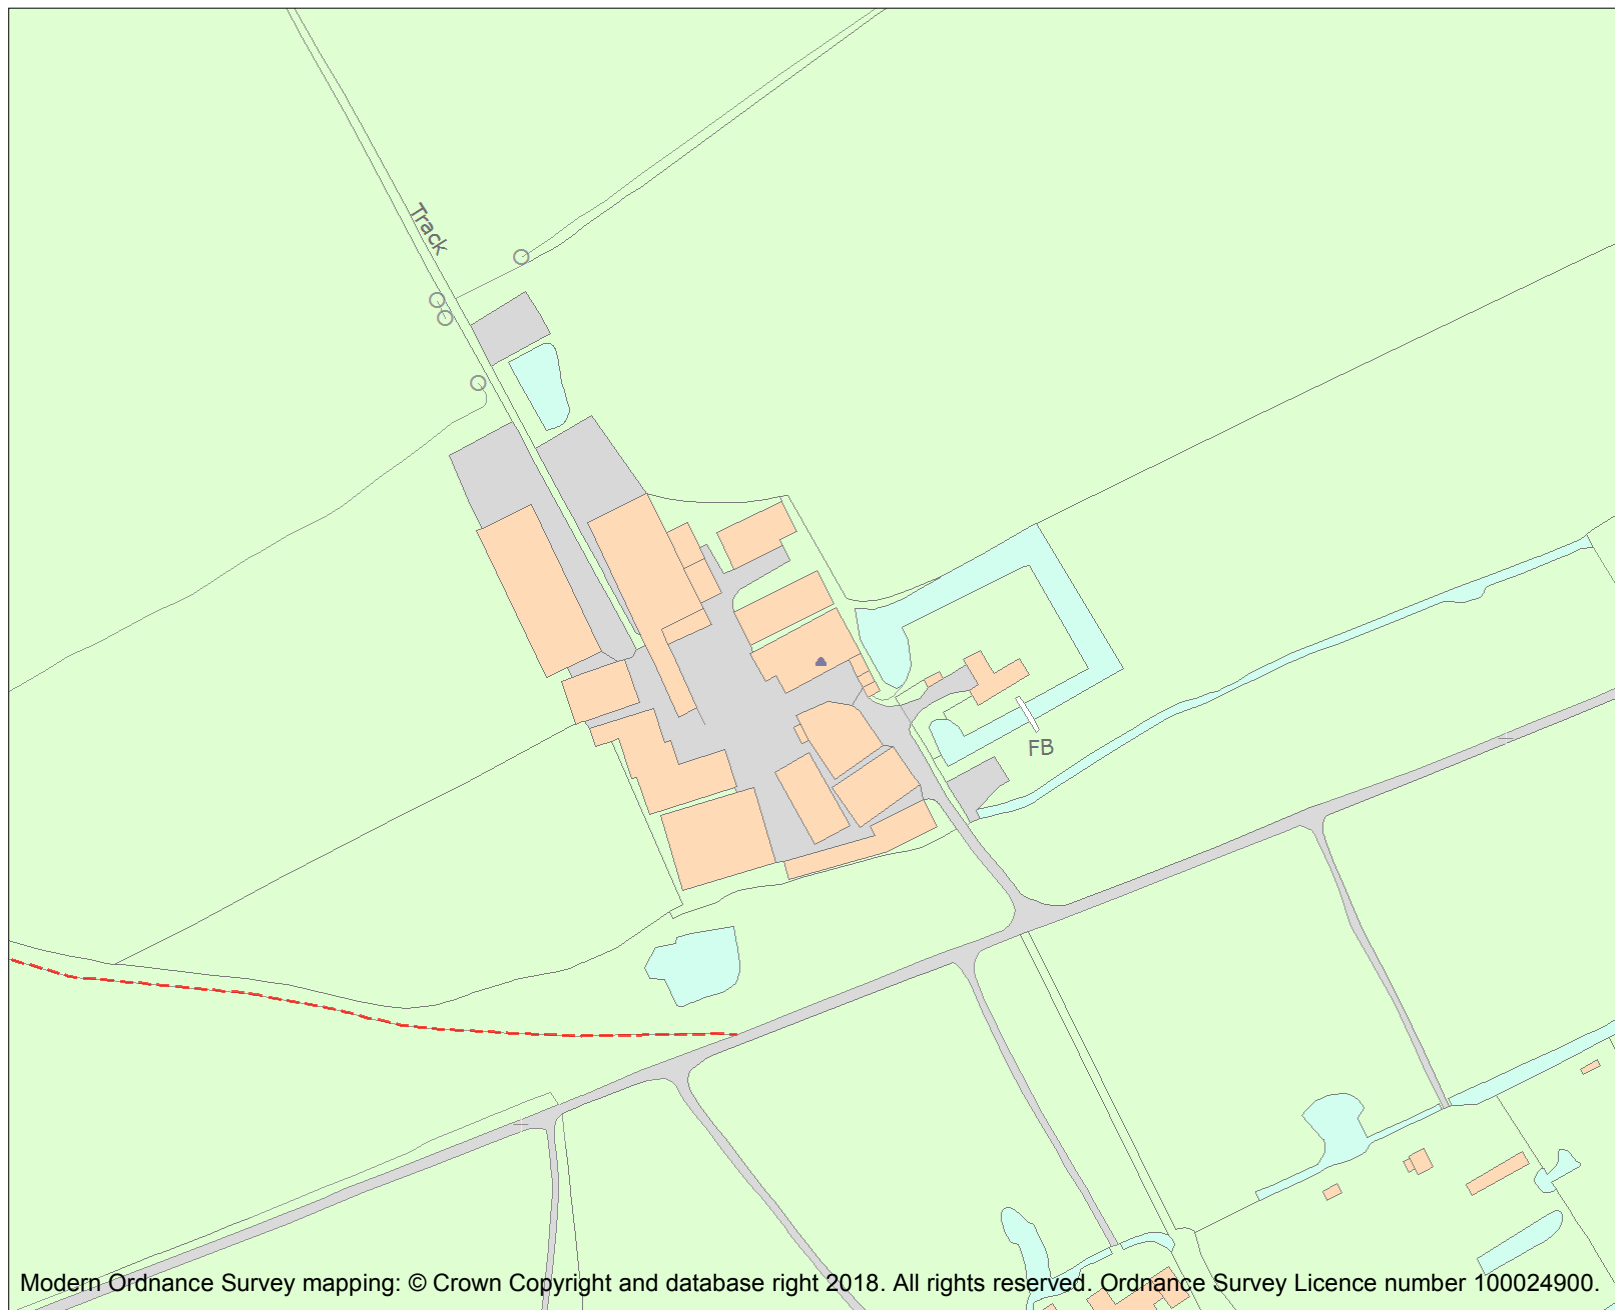 Track
FB
Modern Ordnance Survey mapping: © Crown Copyright and database right 2018. All rights reserved. Ordnance Survey Licence number 100024900.